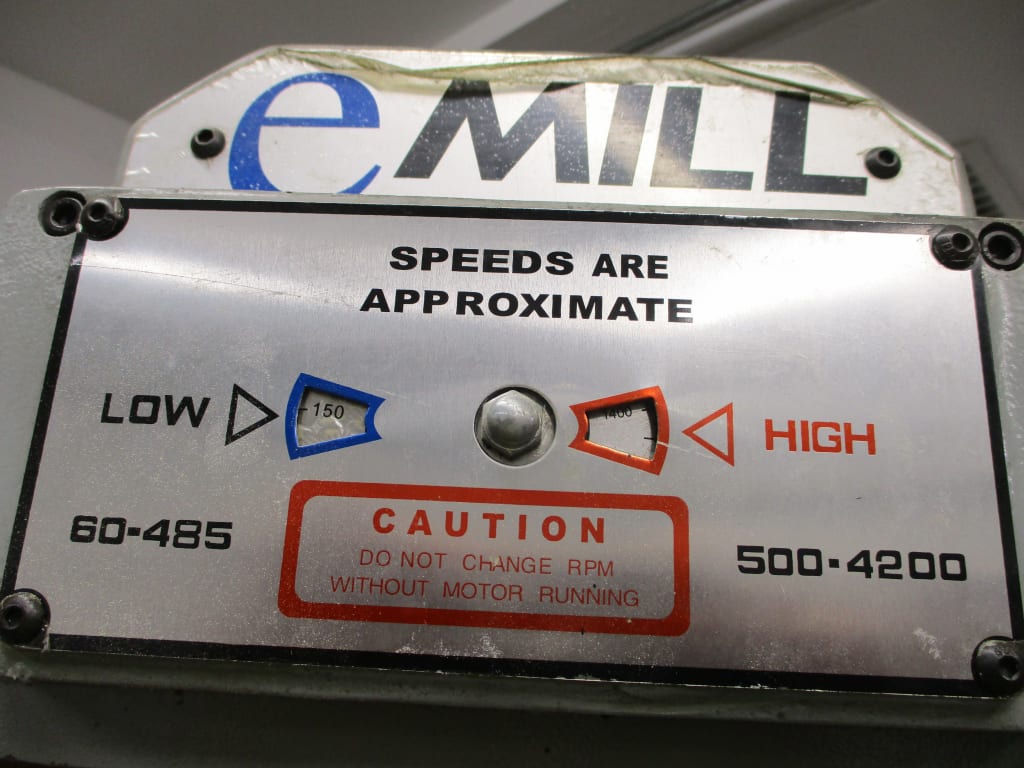 e MILL
SPEEDS ARE
APPROXIMATE
LOW 150 1400 HIGH
60-485 500-4200
CAUTION
DO NOT CHANGE RPM
WITHOUT MOTOR RUNNING